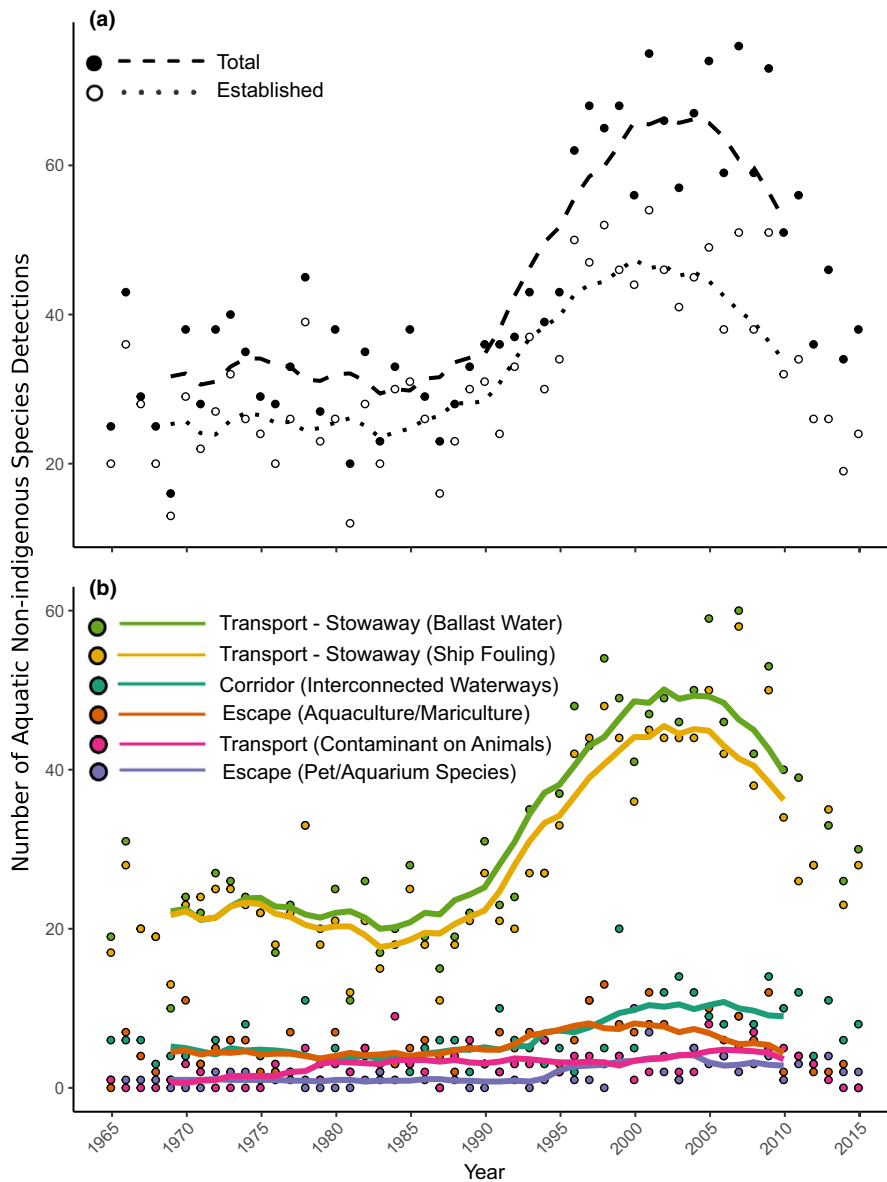 Number of Aquatic Non-indigenous Species Detections
(a)
Total
Established
60
40
20
(b)
Transport - Stowaway (Ballast Water)
Transport - Stowaway (Ship Fouling)
Corridor (Interconnected Waterways)
Escape (Aquaculture/Mariculture)
Transport (Contaminant on Animals)
Escape (Pet/Aquarium Species)
60
40
20
0
1965 1970 1975 1980 1985 1990 1995 2000 2005 2010 2015
Year